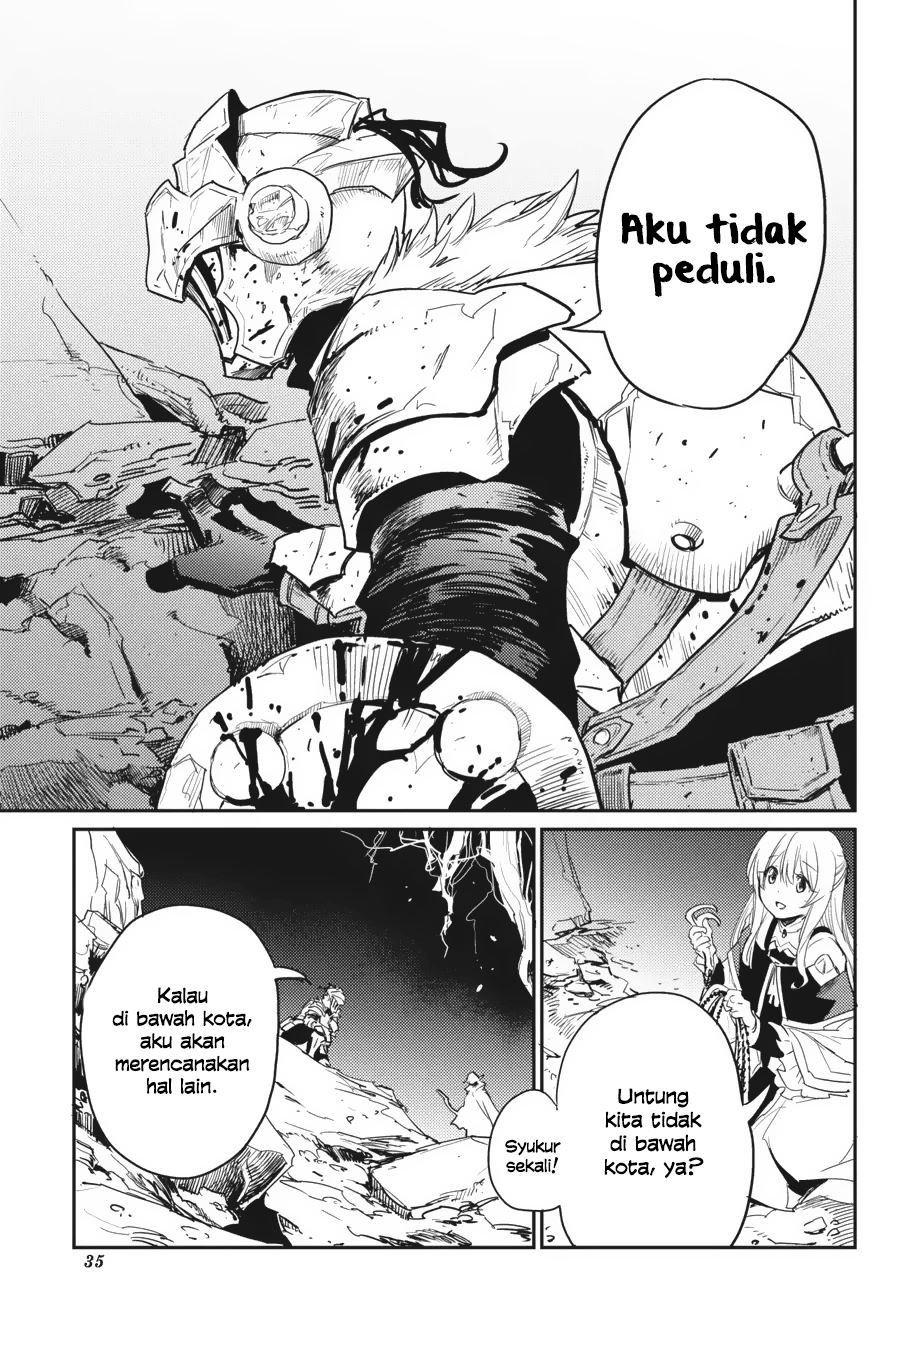 Aku tidak
peduli.
Untung
kita tidak
di bawah
kota, ya?
Syukur
sekali!
Kalau
di bawah kota,
aku akan
merencanakan
hal lain.
35